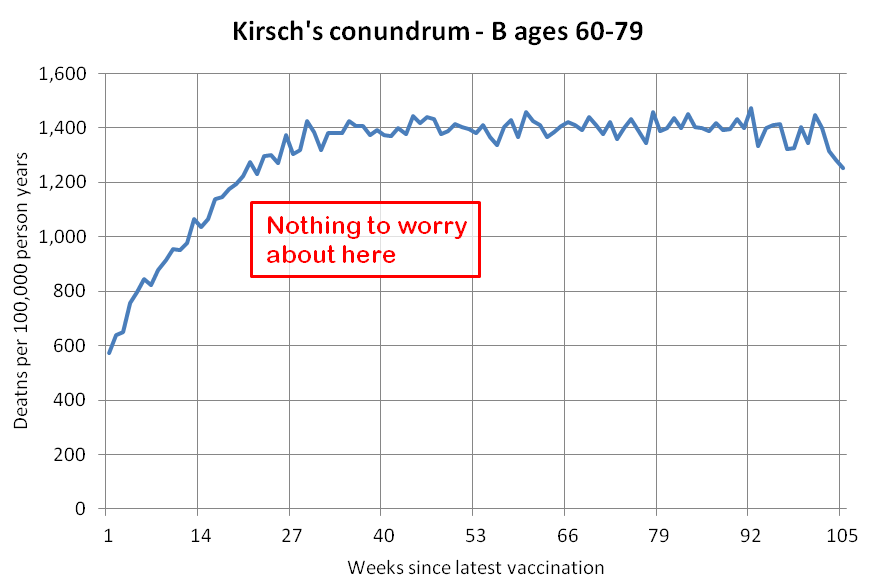 Kirsch's conundrum - B ages 60-79
1,600
1,400
1,200
1,000
800
600
400
200
0
Deatns per 100,000 person years
Nothing to worry
about here
1 14 27 40 53 66 79 92 105
Weeks since latest vaccination